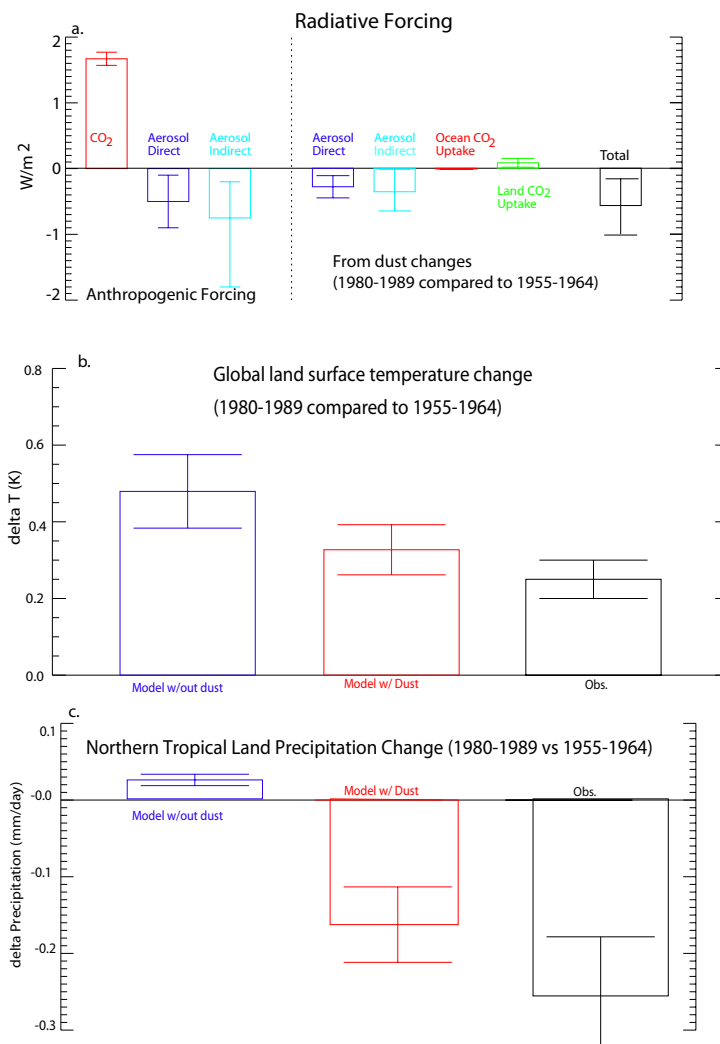 Radiative Forcing
a.
2
1
0
-1
-2
W/m 2
CO2
Aerosol
Direct
Aerosol
Indirect
Aerosol
Direct
Aerosol
Indirect
Ocean CO2
Uptake
Land CO2
Uptake
Total
From dust changes
(1980-1989 compared to 1955-1964)
Anthropogenic Forcing
b.
Global land surface temperature change
(1980-1989 compared to 1955-1964)
0.8
0.6
0.4
0.2
0.0
delta T (K)
Model w/out dust
Model w/ Dust
Obs.
c.
Northern Tropical Land Precipitation Change (1980-1989 vs 1955-1964)
0.1
-0.0
-0.1
-0.2
-0.3
delta Precipitation (mm/day)
Model w/out dust
Model w/ Dust
Obs.